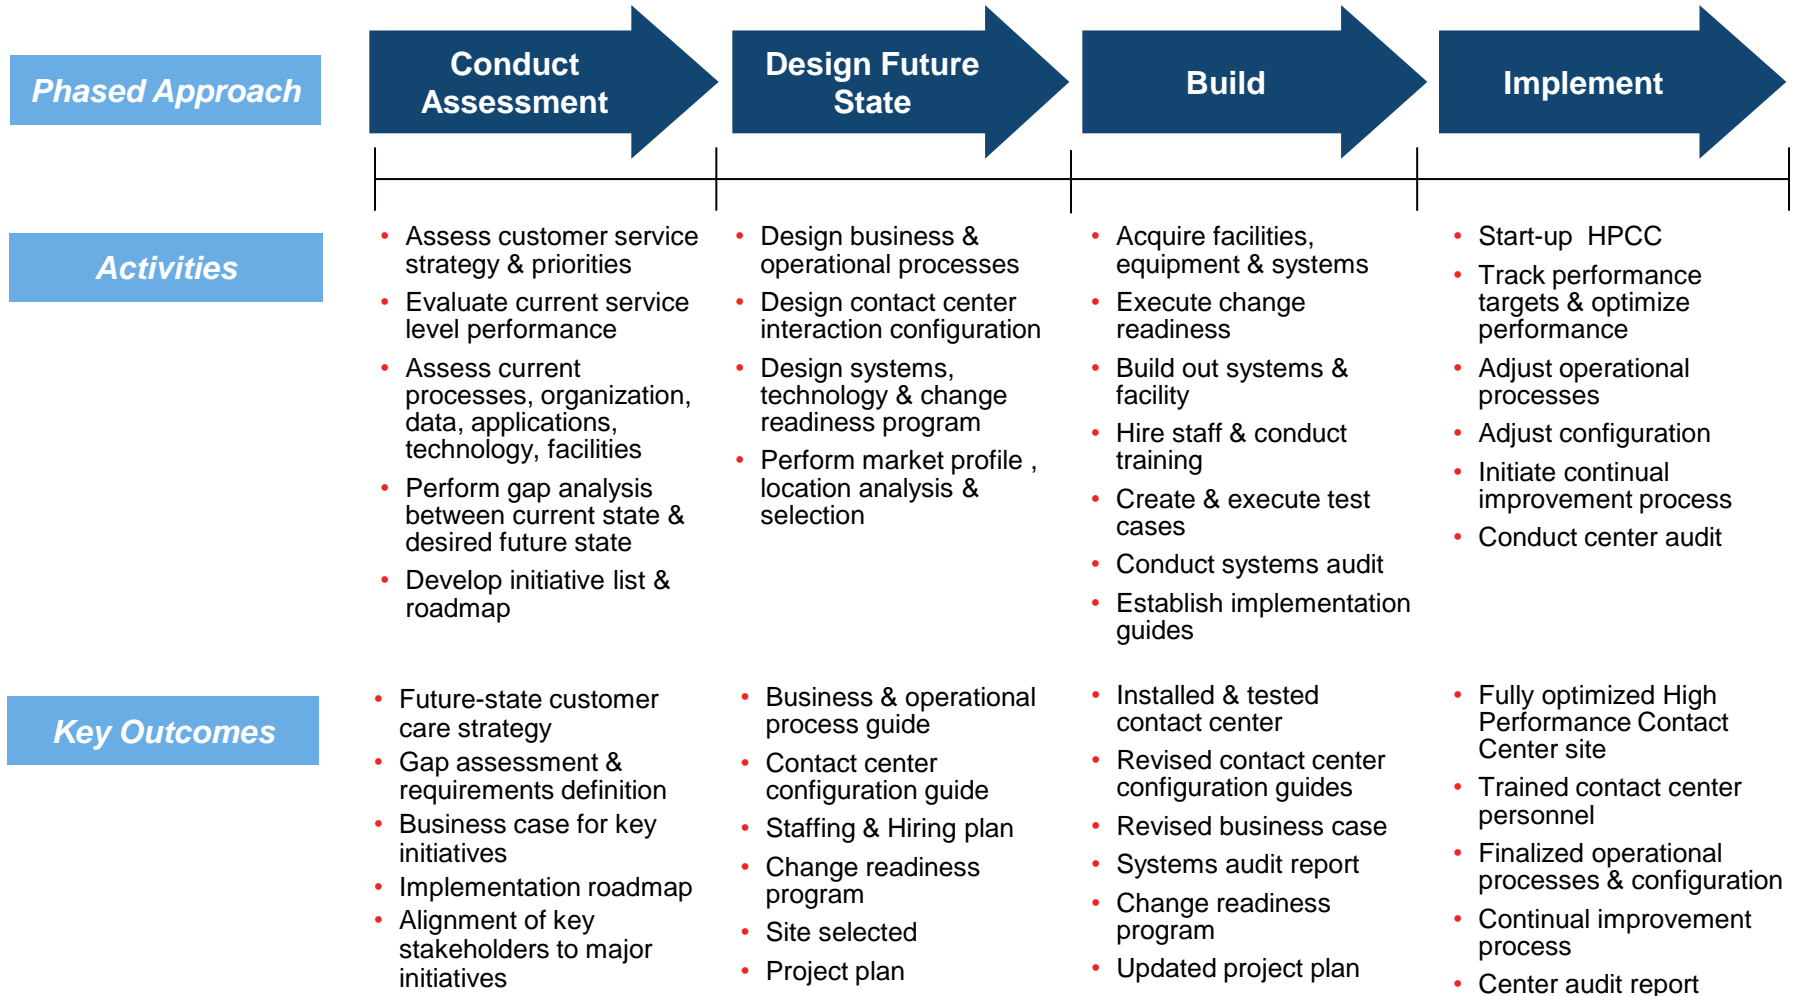 Phased Approach
Conduct
Assessment
Design Future
State
Build
Implement
Activities
• Assess customer service
strategy & priorities
• Evaluate current service
level performance
• Assess current
processes, organization,
data, applications,
technology, facilities
• Perform gap analysis
between current state &
desired future state
• Develop initiative list &
roadmap
• Design business &
operational processes
• Design contact center
interaction configuration
• Design systems,
technology & change
readiness program
• Perform market profile ,
location analysis &
selection
• Acquire facilities,
equipment & systems
• Execute change
readiness
• Build out systems &
facility
• Hire staff & conduct
training
• Create & execute test
cases
• Conduct systems audit
• Establish implementation
guides
• Start-up HPCC
• Track performance
targets & optimize
performance
• Adjust operational
processes
• Adjust configuration
• Initiate continual
improvement process
• Conduct center audit
Key Outcomes
• Future-state customer
care strategy
• Gap assessment &
requirements definition
• Business case for key
initiatives
• Implementation roadmap
• Alignment of key
stakeholders to major
initiatives
• Business & operational
process guide
• Contact center
configuration guide
• Staffing & Hiring plan
• Change readiness
program
• Site selected
• Project plan
• Installed & tested
contact center
• Revised contact center
configuration guides
• Revised business case
• Systems audit report
• Change readiness
program
• Updated project plan
• Fully optimized High
Performance Contact
Center site
• Trained contact center
personnel
• Finalized operational
processes & configuration
• Continual improvement
process
• Center audit report